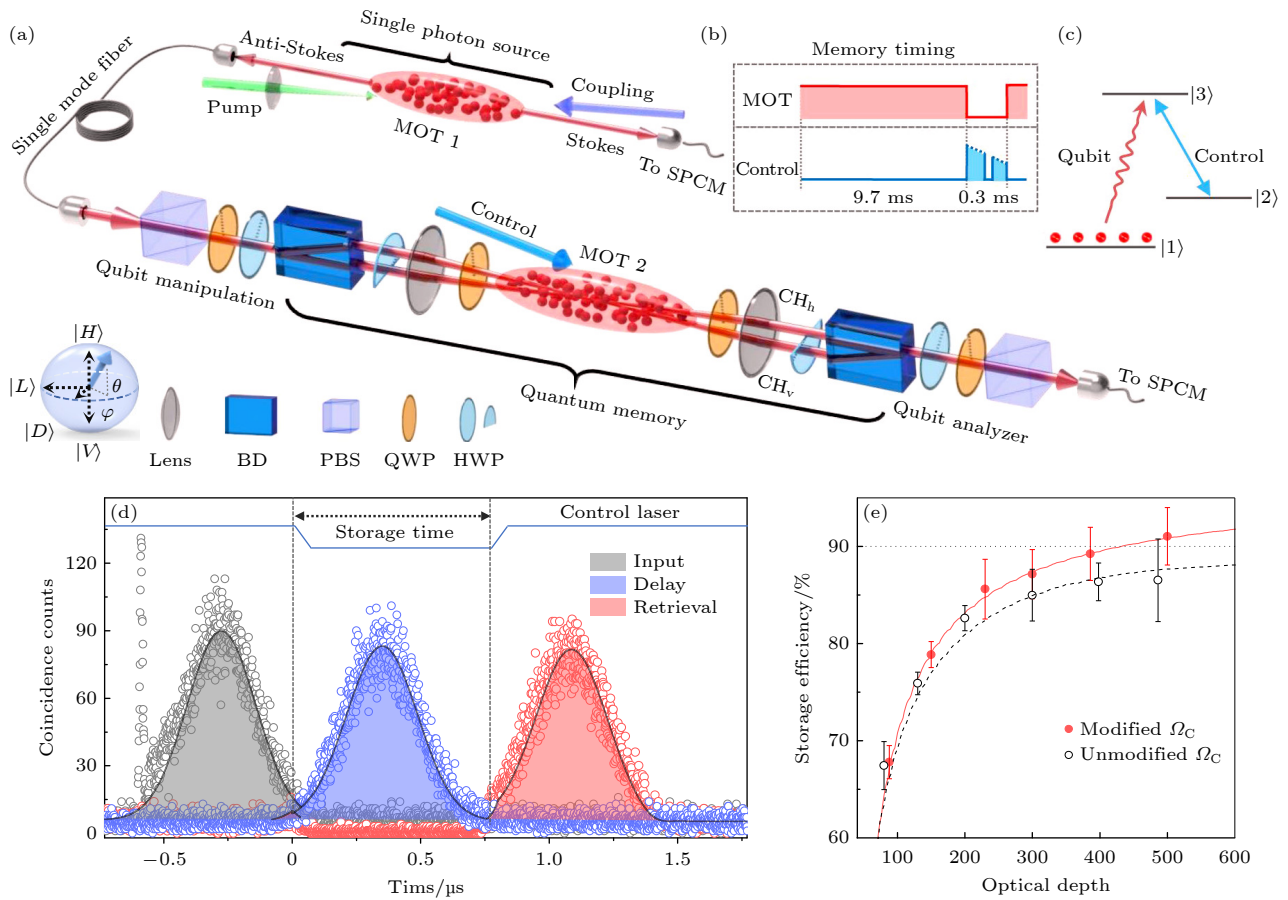 (a)
Single photon source
Anti-Stokes
Single mode fiber
Pump
MOT 1
Coupling
Stokes
To SPCM
(b)
Memory timing
MOT
Control
9.7 ms
0.3 ms
(c)
|3⟩
Qubit
Control
|2⟩
|1⟩
Control
MOT 2
Qubit manipulation
CHh
CHv
Quantum memory
Qubit analyzer
To SPCM
|H⟩
|L⟩
θ
φ
|D⟩
|V⟩
Lens
BD
PBS
QWP
HWP
(d)
Control laser
Storage time
Input
Delay
Retrieval
Coincidence counts
120
90
60
30
0
−0.5
0
0.5
1.0
1.5
Tims/μs
(e)
Storage efficiency/%
90
80
70
60
Modified ΩC
Unmodified ΩC
100
200
300
400
500
600
Optical depth